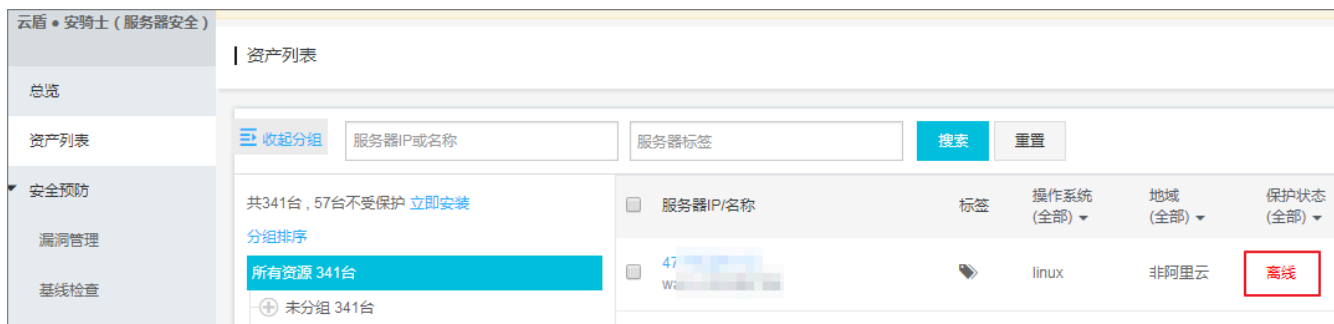 云盾 • 安骑士（服务器安全）
资产列表
总览
资产列表
安全预防
漏洞管理
基线检查
收起分组
服务器IP或名称
服务器标签
搜索
重置
共341台 , 57台不受保护 立即安装
分组排序
所有资源 341台
未分组 341台
服务器IP/名称
标签
操作系统
(全部)
地域
(全部)
保护状态
(全部)
47
linux
非阿里云
离线